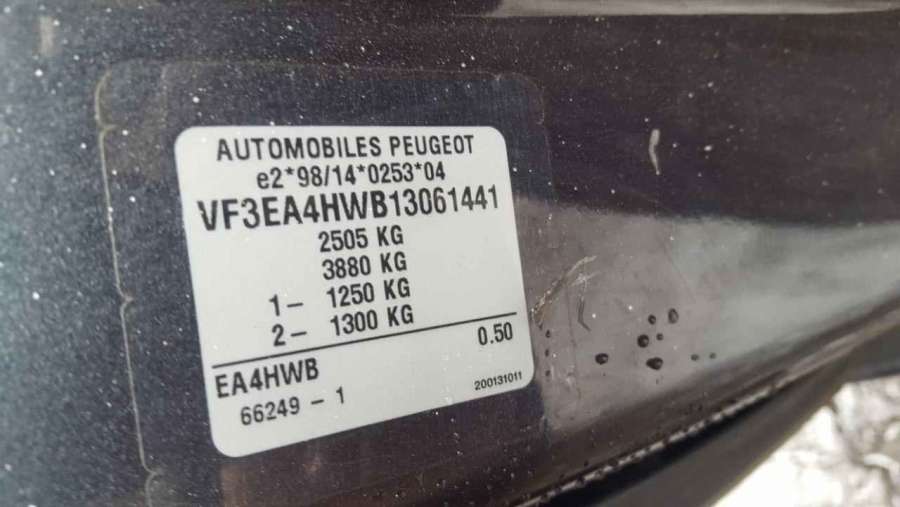 AUTOMOBILES PEUGEOT
e2*98/14*0253*04
VF3EA4HWB13061441
2505 KG
3880 KG
1- 1250 KG
2- 1300 KG
EA4HWB 0.50
66249 - 1 200131011